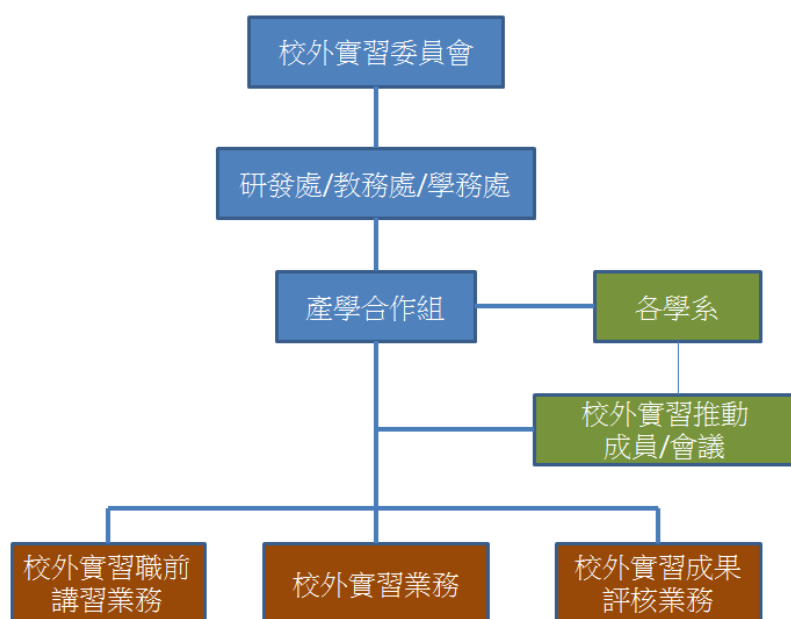 校外實習委員會
研發處/教務處/學務處
產學合作組
各學系
校外實習推動
成員/會議
校外實習職前
講習業務
校外實習業務
校外實習成果
評核業務